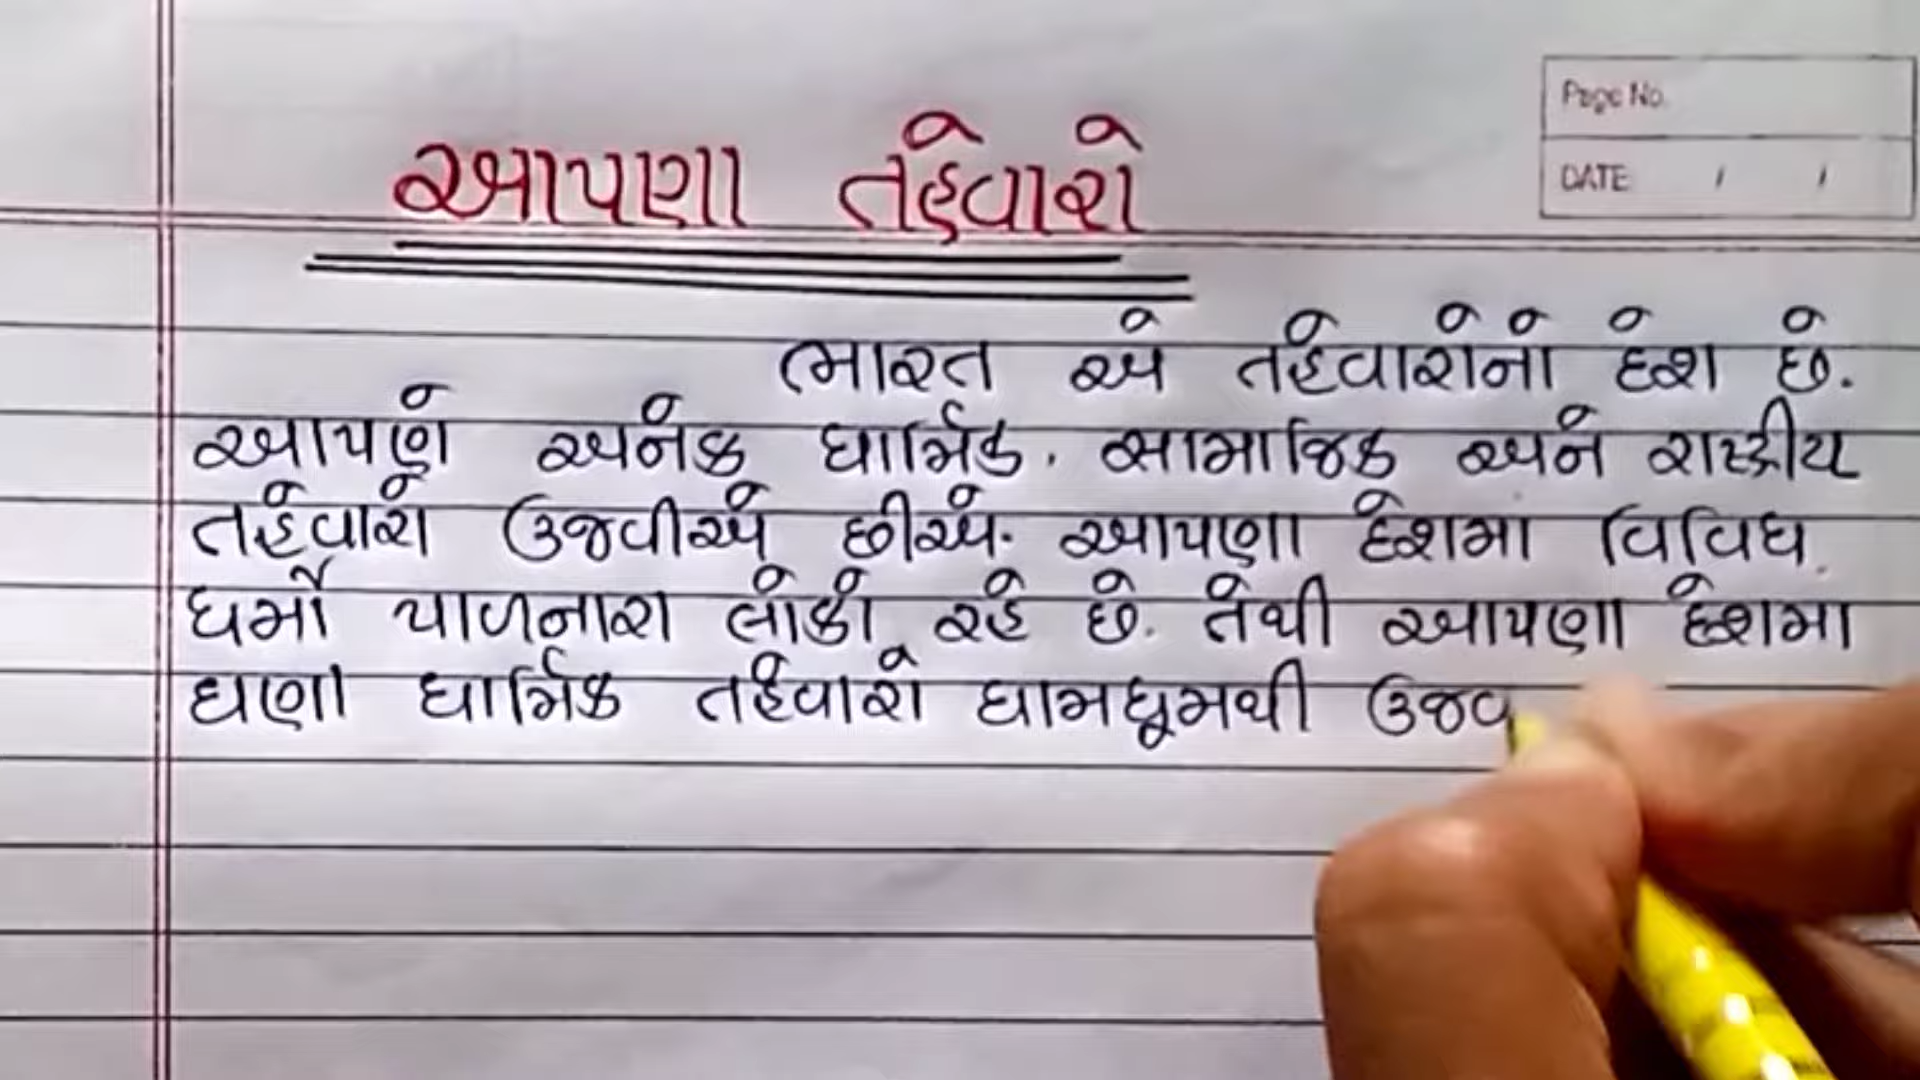 Page No.
DATE / /
આપણા તહેવારો
ભારત એ તહેવારોનો દેશ છે.
આપણે અનેક ધાર્મિક. સામાજિક અને રાષ્ટ્રીય
તહેવારો ઉજવીએ છીએ. આપણા દેશમા વિવિધ
ધર્મો પાળનારા લોકો રહે છે. તેથી આપણા દેશમા
ઘણા ધાર્મિક તહેવારો ધામધૂમથી ઉજવ